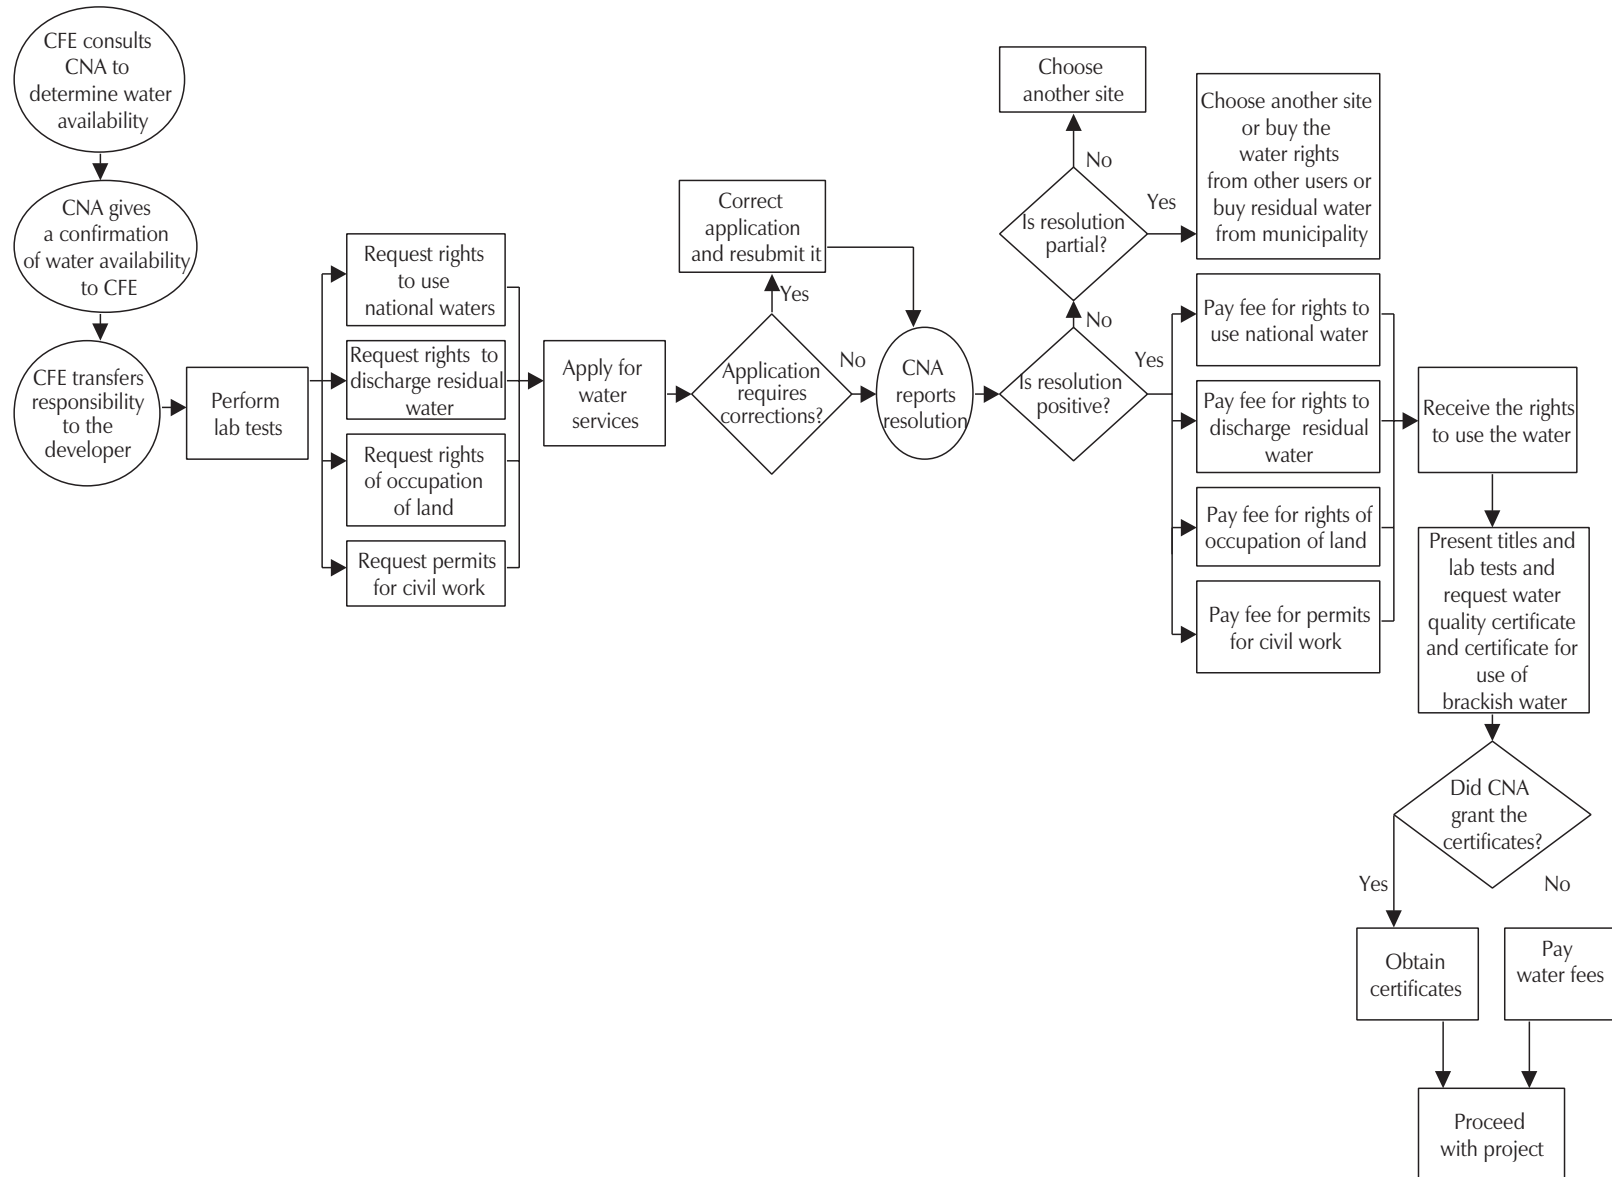 CFE consults
CNA to
determine water
availability
CNA gives
a confirmation
of water availability
to CFE
CFE transfers
responsibility
to the
developer
Perform
lab tests
Request rights
to use
national waters
Request rights to
discharge residual
water
Request rights
of occupation
of land
Request permits
for civil work
Apply for
water
services
Correct
application
and resubmit it
Yes
Application
requires
corrections?
No
CNA
reports
resolution
Choose
another site
No
Is resolution
partial?
Yes
Choose another site
or buy the
water rights
from other users or
buy residual water
from municipality
No
Is resolution
positive?
Yes
Pay fee for rights to
use national water
Pay fee for rights to
discharge residual
water
Pay fee for rights of
occupation of land
Pay fee for permits
for civil work
Receive the rights
to use the water
Present titles and
lab tests and
request water
quality certificate
and certificate for
use of
brackish water
Did CNA
grant the
certificates?
Yes
No
Obtain
certificates
Pay
water fees
Proceed
with project